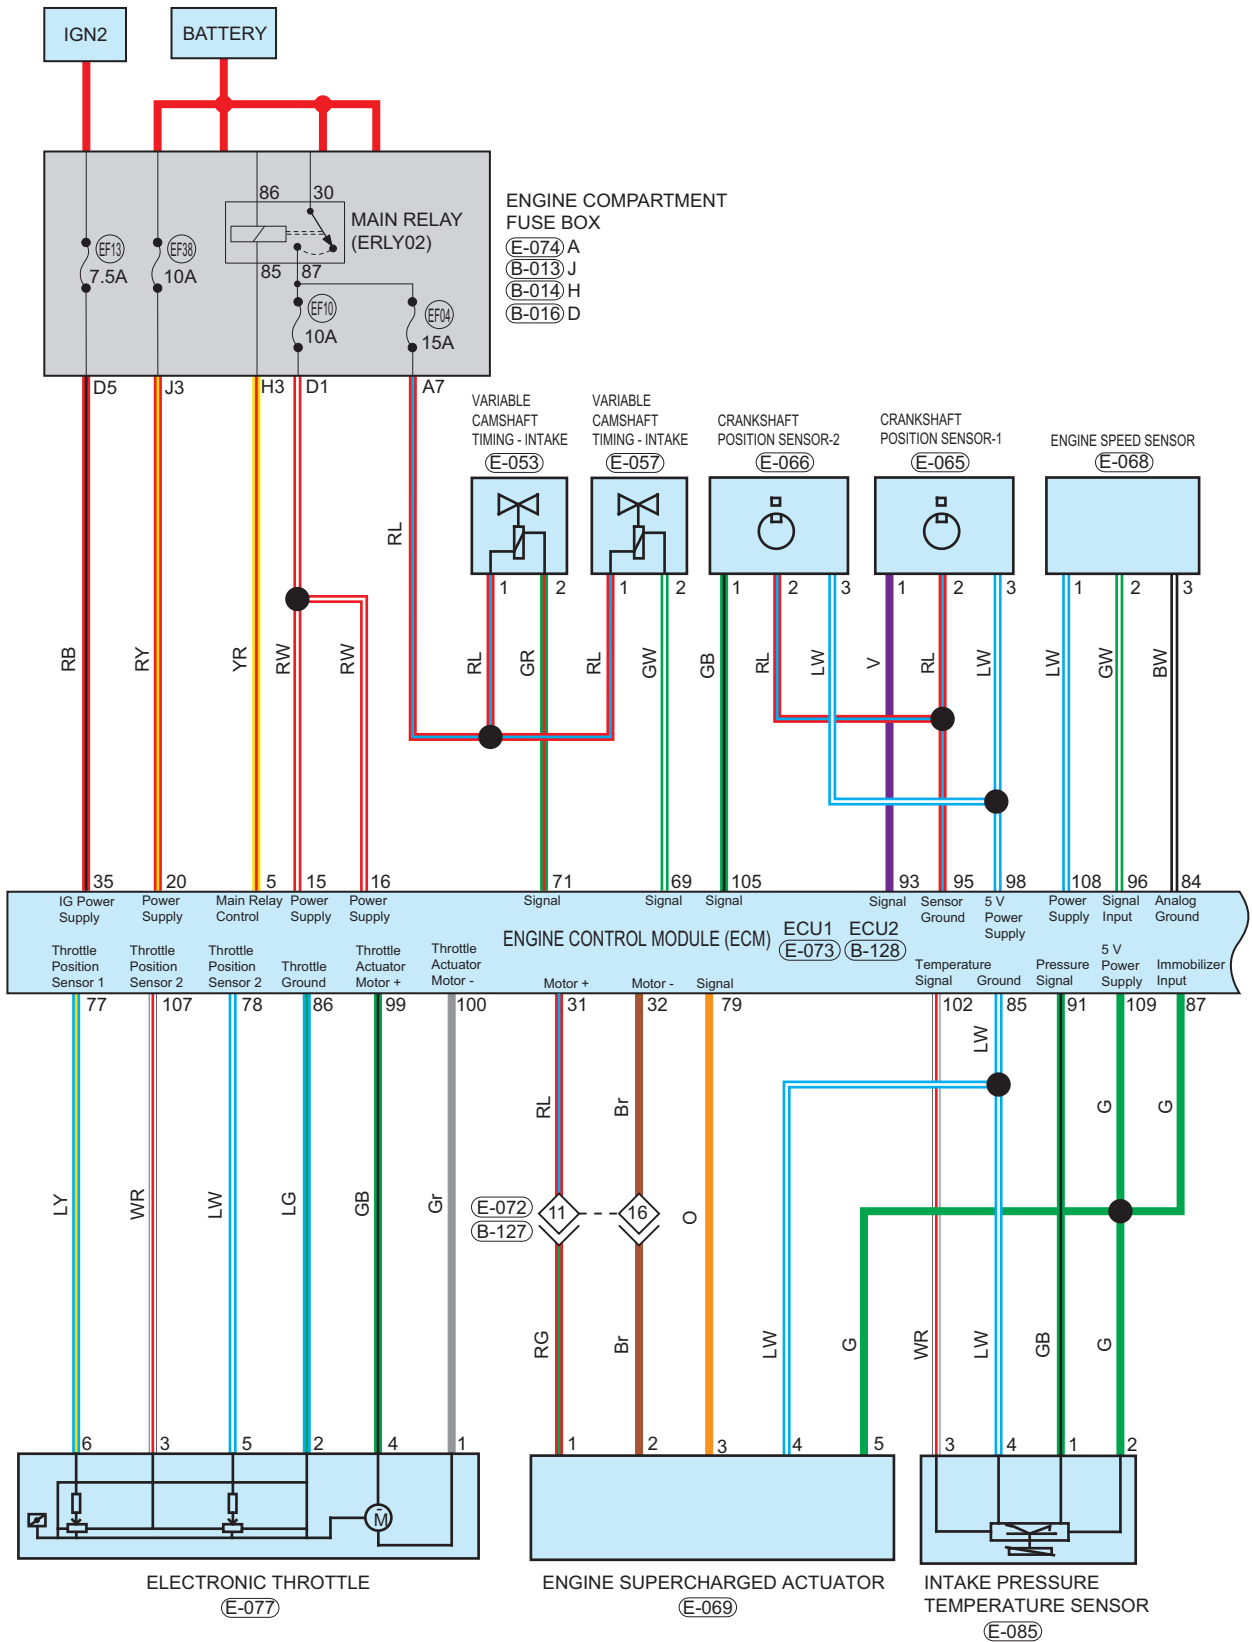 IGN2
BATTERY
86
30
MAIN RELAY
(ERLY02)
85
87
EF13
7.5A
EF38
10A
EF10
10A
EF04
15A
ENGINE COMPARTMENT
FUSE BOX
E-074 A
B-013 J
B-014 H
B-016 D
D5
J3
H3
D1
A7
VARIABLE
CAMSHAFT
TIMING - INTAKE
E-053
VARIABLE
CAMSHAFT
TIMING - INTAKE
E-057
CRANKSHAFT
POSITION SENSOR-2
E-066
CRANKSHAFT
POSITION SENSOR-1
E-065
ENGINE SPEED SENSOR
E-068
1
2
1
2
1
2
3
1
2
3
1
2
3
RL
RB
RY
YR
RW
RW
RL
GR
RL
GW
GB
RL
LW
V
RL
LW
LW
GW
BW
35
20
5
15
16
71
69
105
93
95
98
108
96
84
IG Power
Supply
Power
Supply
Main Relay
Control
Power
Supply
Power
Supply
Signal
Signal
Signal
Signal
Sensor
Ground
5 V
Power
Supply
Power
Supply
Signal
Input
Analog
Ground
ENGINE CONTROL MODULE (ECM)
ECU1
E-073
ECU2
B-128
Throttle
Position
Sensor 1
Throttle
Position
Sensor 2
Throttle
Position
Sensor 2
Throttle
Ground
Throttle
Actuator
Motor +
Throttle
Actuator
Motor -
Motor +
Motor -
Signal
Temperature
Signal
Ground
Pressure
Signal
5 V
Power
Supply
Immobilizer
Input
77
107
78
86
99
100
31
32
79
102
85
91
109
87
LW
RL
Br
G
G
LY
WR
LW
LG
GB
Gr
E-072
B-127
11
16
O
RG
Br
LW
G
WR
LW
GB
G
6
3
5
2
4
1
1
2
3
4
5
3
4
1
2
M
ELECTRONIC THROTTLE
E-077
ENGINE SUPERCHARGED ACTUATOR
E-069
INTAKE PRESSURE
TEMPERATURE SENSOR
E-085